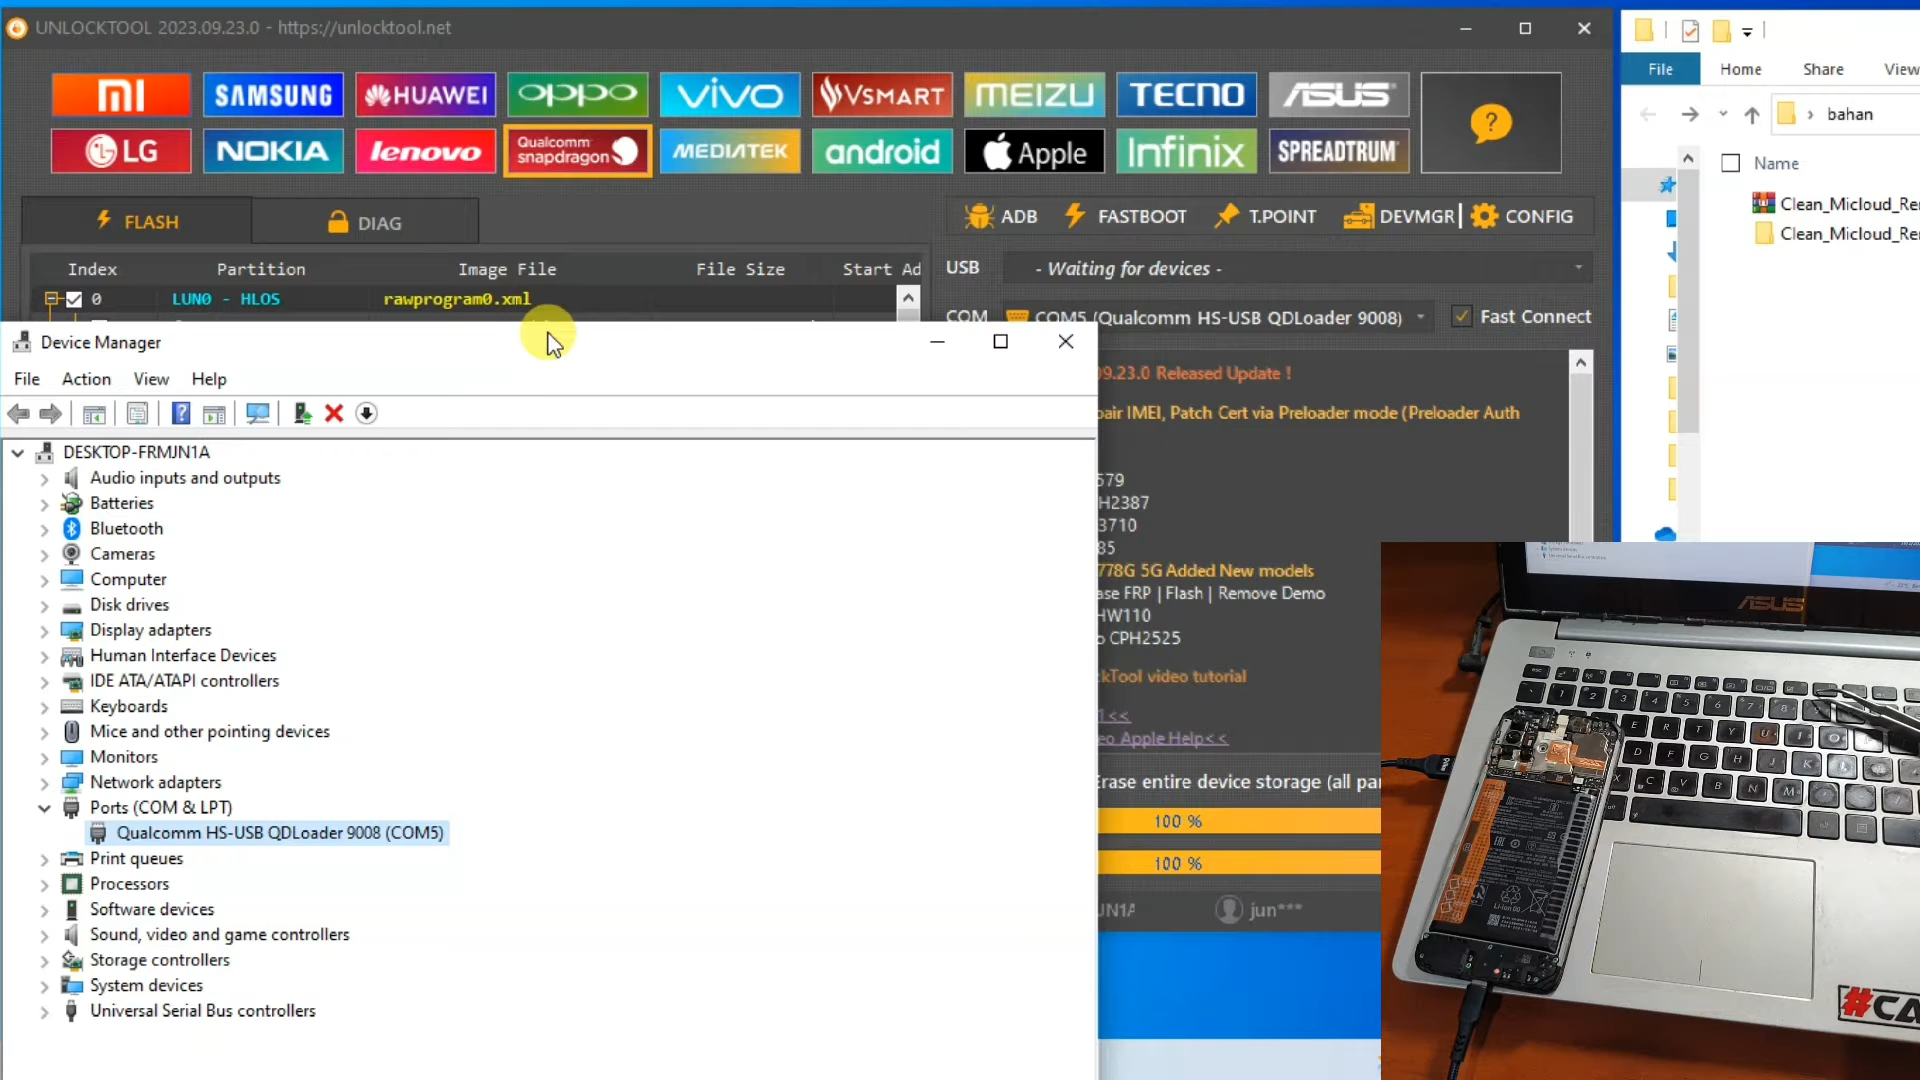 UNLOCKTOOL 2023.09.23.0 - https://unlocktool.net
mi SAMSUNG HUAWEI oppo vivo VSMART MEIZU TECNO ASUS
LG NOKIA lenovo Qualcomm snapdragon MEDIATEK android Apple Infinix SPREADTRUM ?
FLASH DIAG
ADB FASTBOOT T.POINT DEVMGR CONFIG
Index Partition Image File File Size Start Ad
0 LUN0 - HLOS rawprogram0.xml
USB - Waiting for devices -
COM COM5 (Qualcomm HS-USB QDLoader 9008) Fast Connect
09.23.0 Released Update !
pair IMEI, Patch Cert via Preloader mode (Preloader Auth
579
H2387
3710
85
778G 5G Added New models
ase FRP | Flash | Remove Demo
HW110
o CPH2525
ckTool video tutorial
1<<
eo Apple Help<<
Erase entire device storage (all pa
100 %
100 %
JN1A jun***
Device Manager
File Action View Help
DESKTOP-FRMJN1A
Audio inputs and outputs
Batteries
Bluetooth
Cameras
Computer
Disk drives
Display adapters
Human Interface Devices
IDE ATA/ATAPI controllers
Keyboards
Mice and other pointing devices
Monitors
Network adapters
Ports (COM & LPT)
Qualcomm HS-USB QDLoader 9008 (COM5)
Print queues
Processors
Software devices
Sound, video and game controllers
Storage controllers
System devices
Universal Serial Bus controllers
File Home Share View
bahan
Name
Clean_Micloud_Re
Clean_Micloud_Re
ASUS
#CA